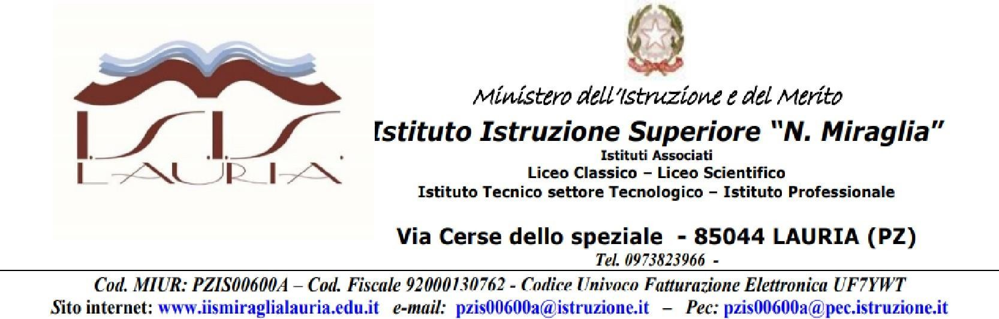 I.S.I.S.
LAURIA
Ministero dell'Istruzione e del Merito
Istituto Istruzione Superiore “N. Miraglia”
Istituti Associati
Liceo Classico – Liceo Scientifico
Istituto Tecnico settore Tecnologico – Istituto Professionale
Via Cerse dello speziale - 85044 LAURIA (PZ)
Tel. 0973823966 -
Cod. MIUR: PZIS00600A – Cod. Fiscale 92000130762 - Codice Univoco Fatturazione Elettronica UF7YWT
Sito internet: www.iismiraglialauria.edu.it e-mail: pzis00600a@istruzione.it – Pec: pzis00600a@pec.istruzione.it